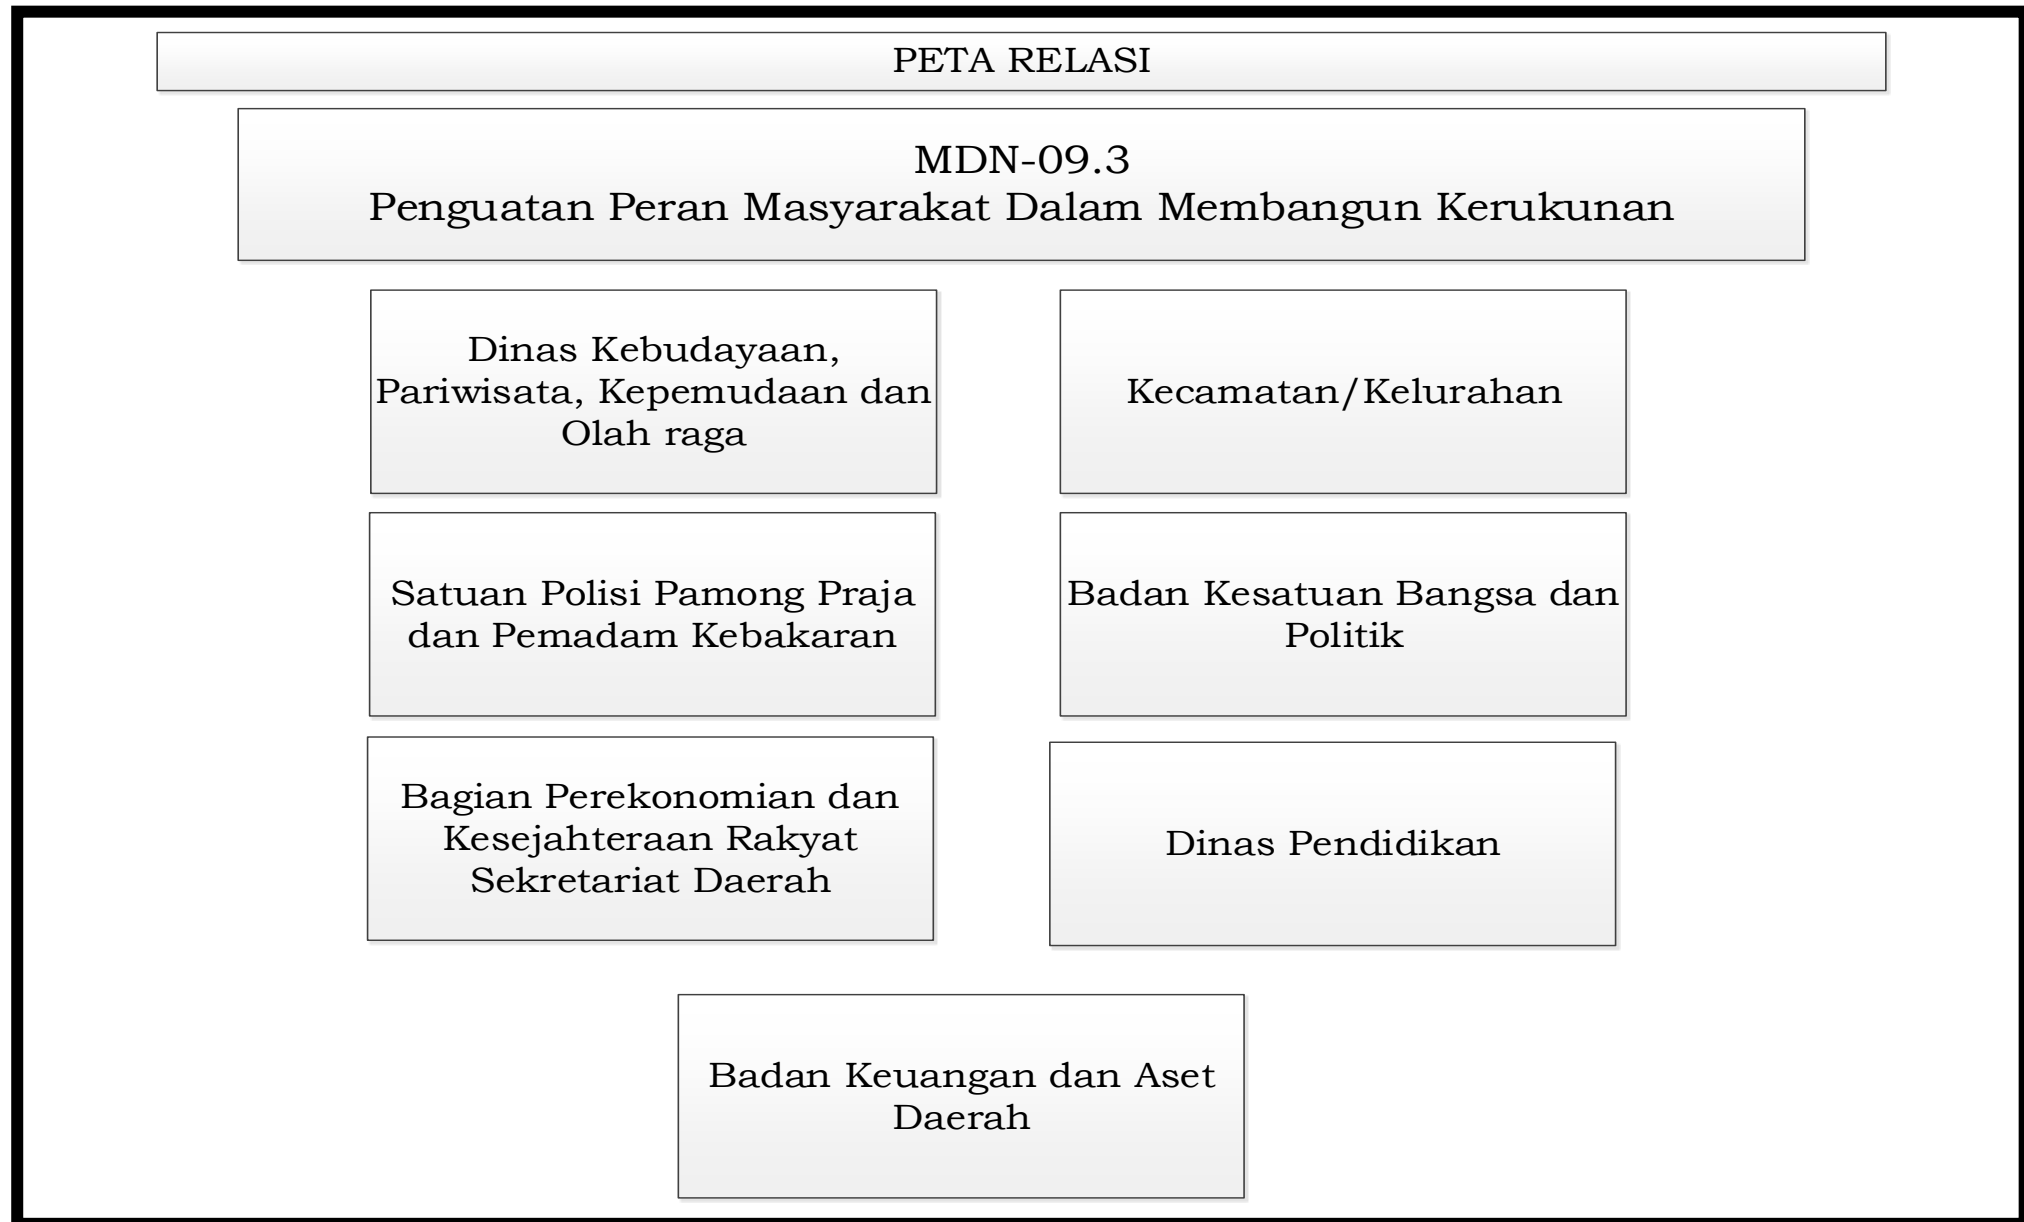 PETA RELASI
MDN-09.3
Penguatan Peran Masyarakat Dalam Membangun Kerukunan
Dinas Kebudayaan,
Pariwisata, Kepemudaan dan
Olah raga
Kecamatan/Kelurahan
Satuan Polisi Pamong Praja
dan Pemadam Kebakaran
Badan Kesatuan Bangsa dan
Politik
Bagian Perekonomian dan
Kesejahteraan Rakyat
Sekretariat Daerah
Dinas Pendidikan
Badan Keuangan dan Aset
Daerah